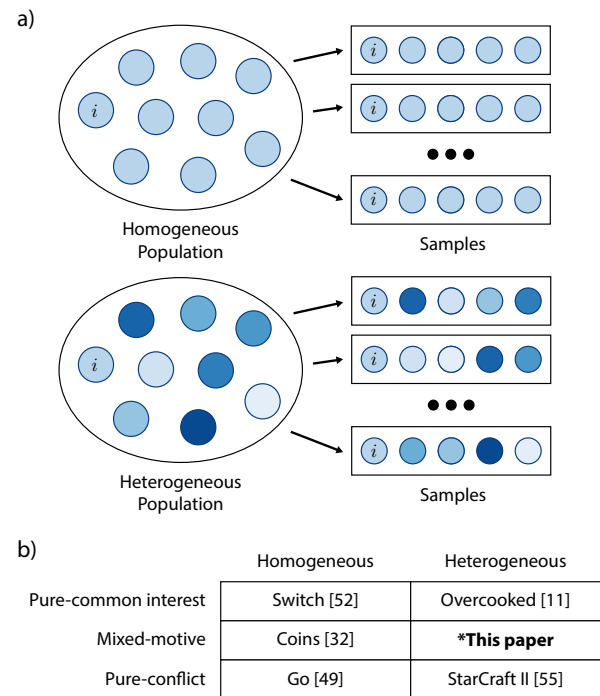 a)
i
i
i
i
Homogeneous
Population
Samples
i
i
i
i
Heterogeneous
Population
Samples
b)
Homogeneous Heterogeneous
Pure-common interest Switch [52] Overcooked [11]
Mixed-motive Coins [32] *This paper
Pure-conflict Go [49] StarCraft II [55]